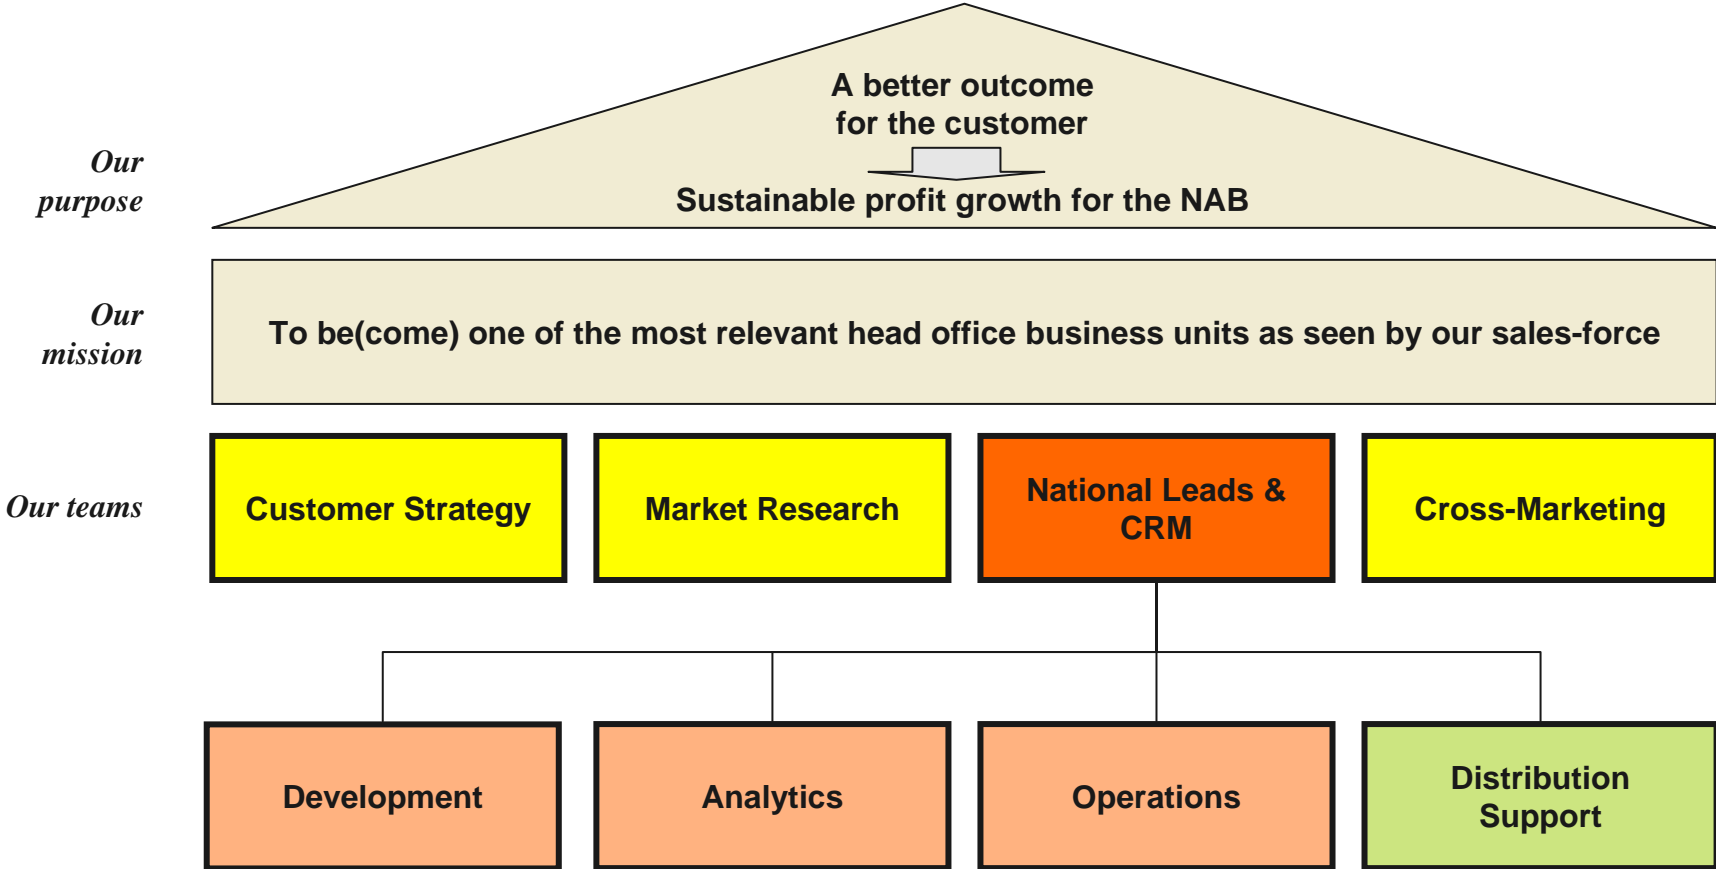 A better outcome
for the customer
Our
purpose
Sustainable profit growth for the NAB
Our
mission
To be(come) one of the most relevant head office business units as seen by our sales-force
Our teams
Customer Strategy
Market Research
National Leads &
CRM
Cross-Marketing
Development
Analytics
Operations
Distribution
Support